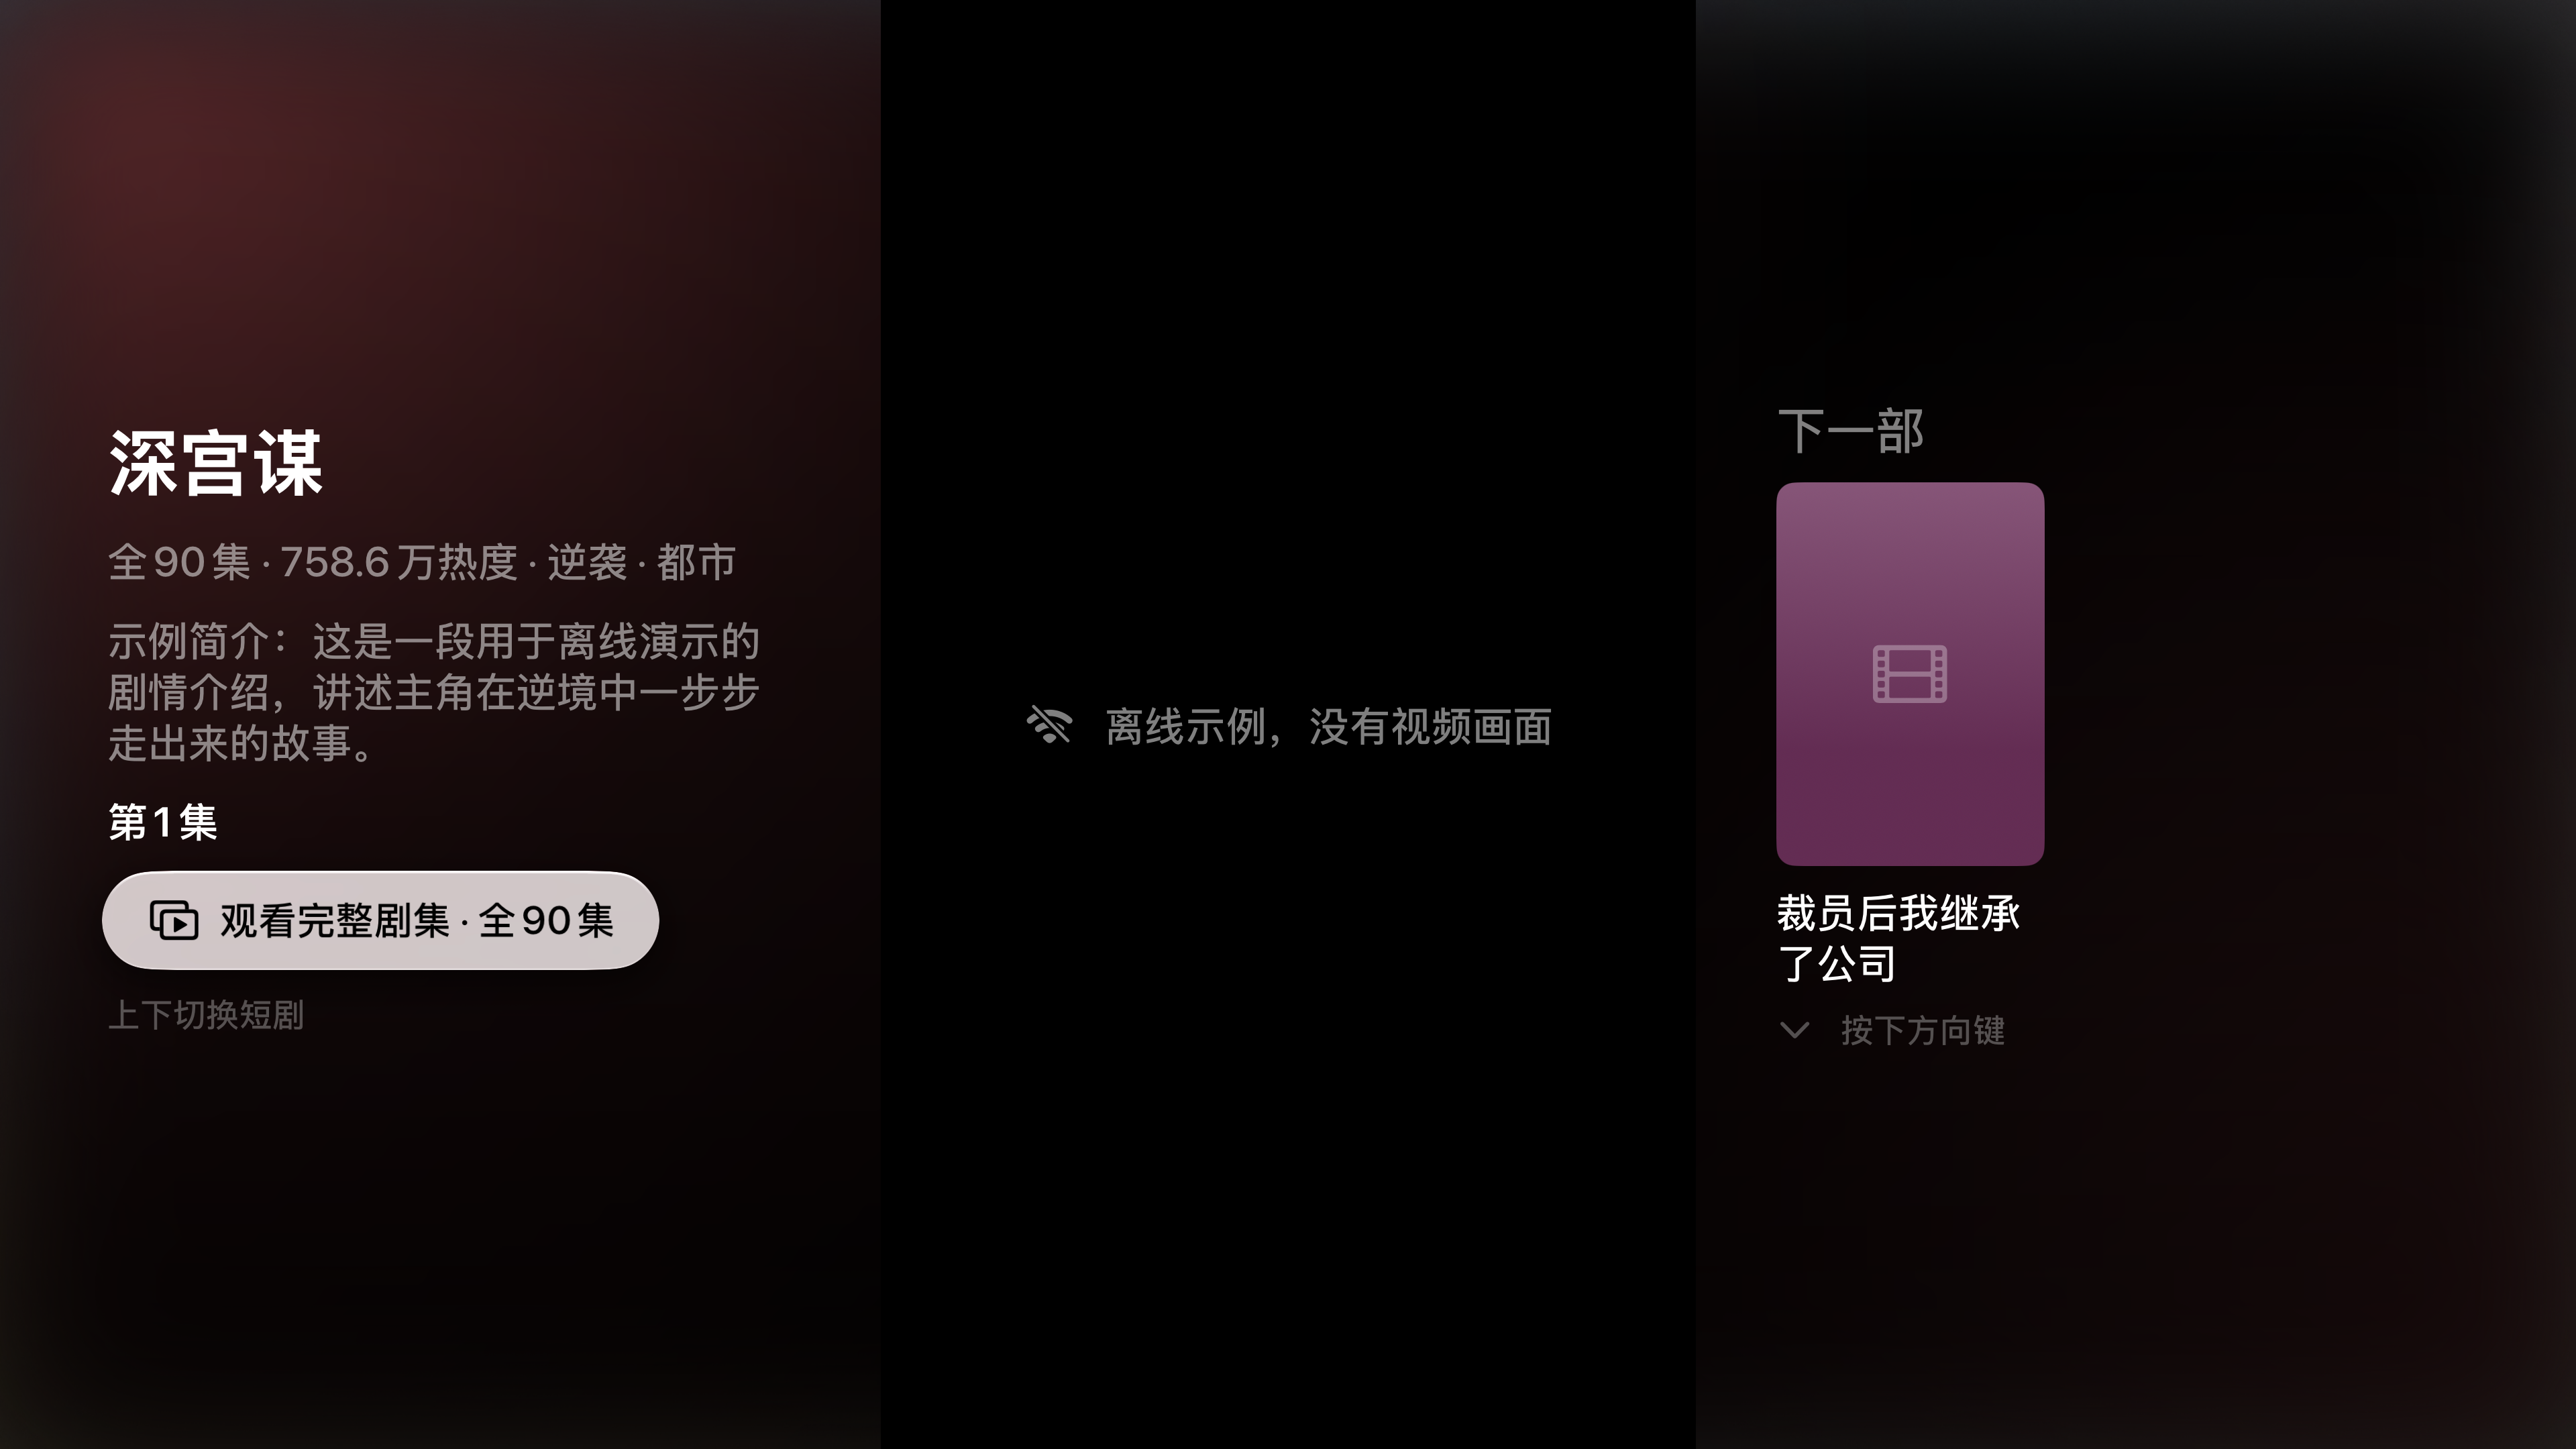 深宫谋
全90集 · 758.6万热度 · 逆袭 · 都市
示例简介：这是一段用于离线演示的
剧情介绍，讲述主角在逆境中一步步
走出来的故事。
第1集
观看完整剧集 · 全90集
上下切换短剧
离线示例，没有视频画面
下一部
裁员后我继承
了公司
按下方向键